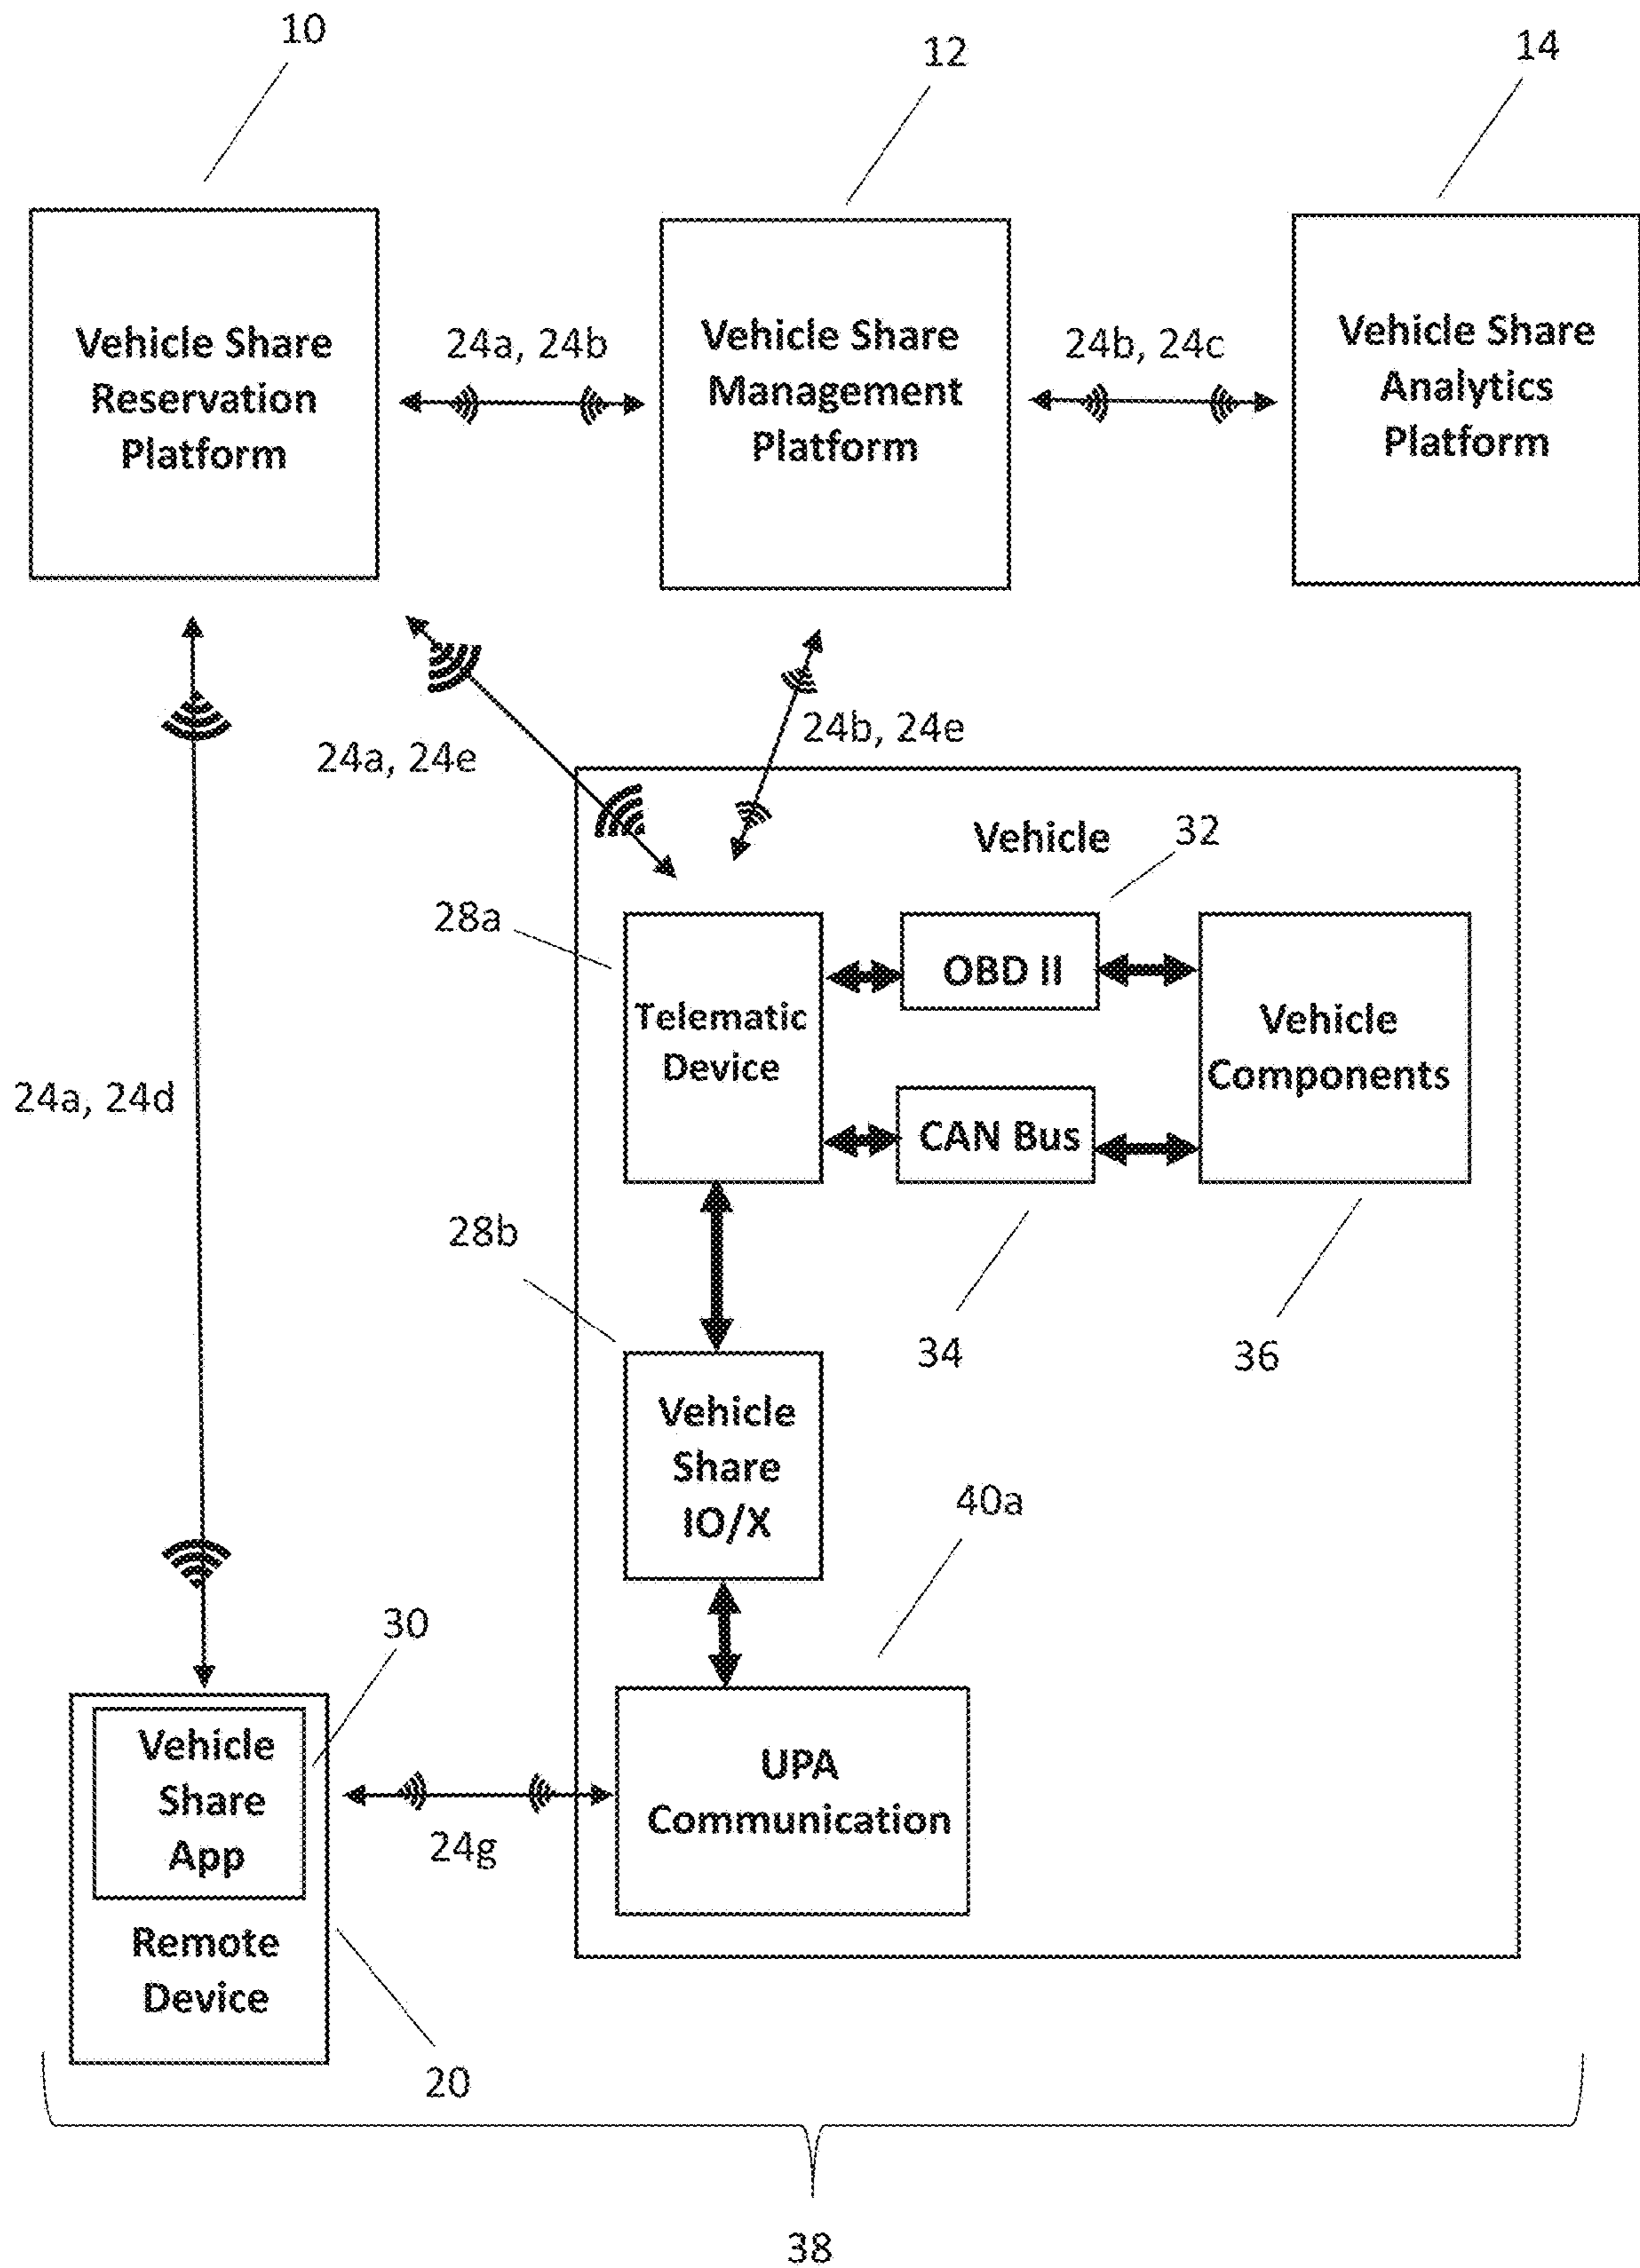 10
12
14
Vehicle Share
Reservation
Platform
24a, 24b
Vehicle Share
Management
Platform
24b, 24c
Vehicle Share
Analytics
Platform
24a, 24e
24b, 24e
Vehicle
32
28a
Telematic
Device
OBD II
CAN Bus
Vehicle
Components
24a, 24d
28b
34
36
Vehicle
Share
IO/X
40a
30
Vehicle
Share
App
Remote
Device
24g
UPA
Communication
20
38